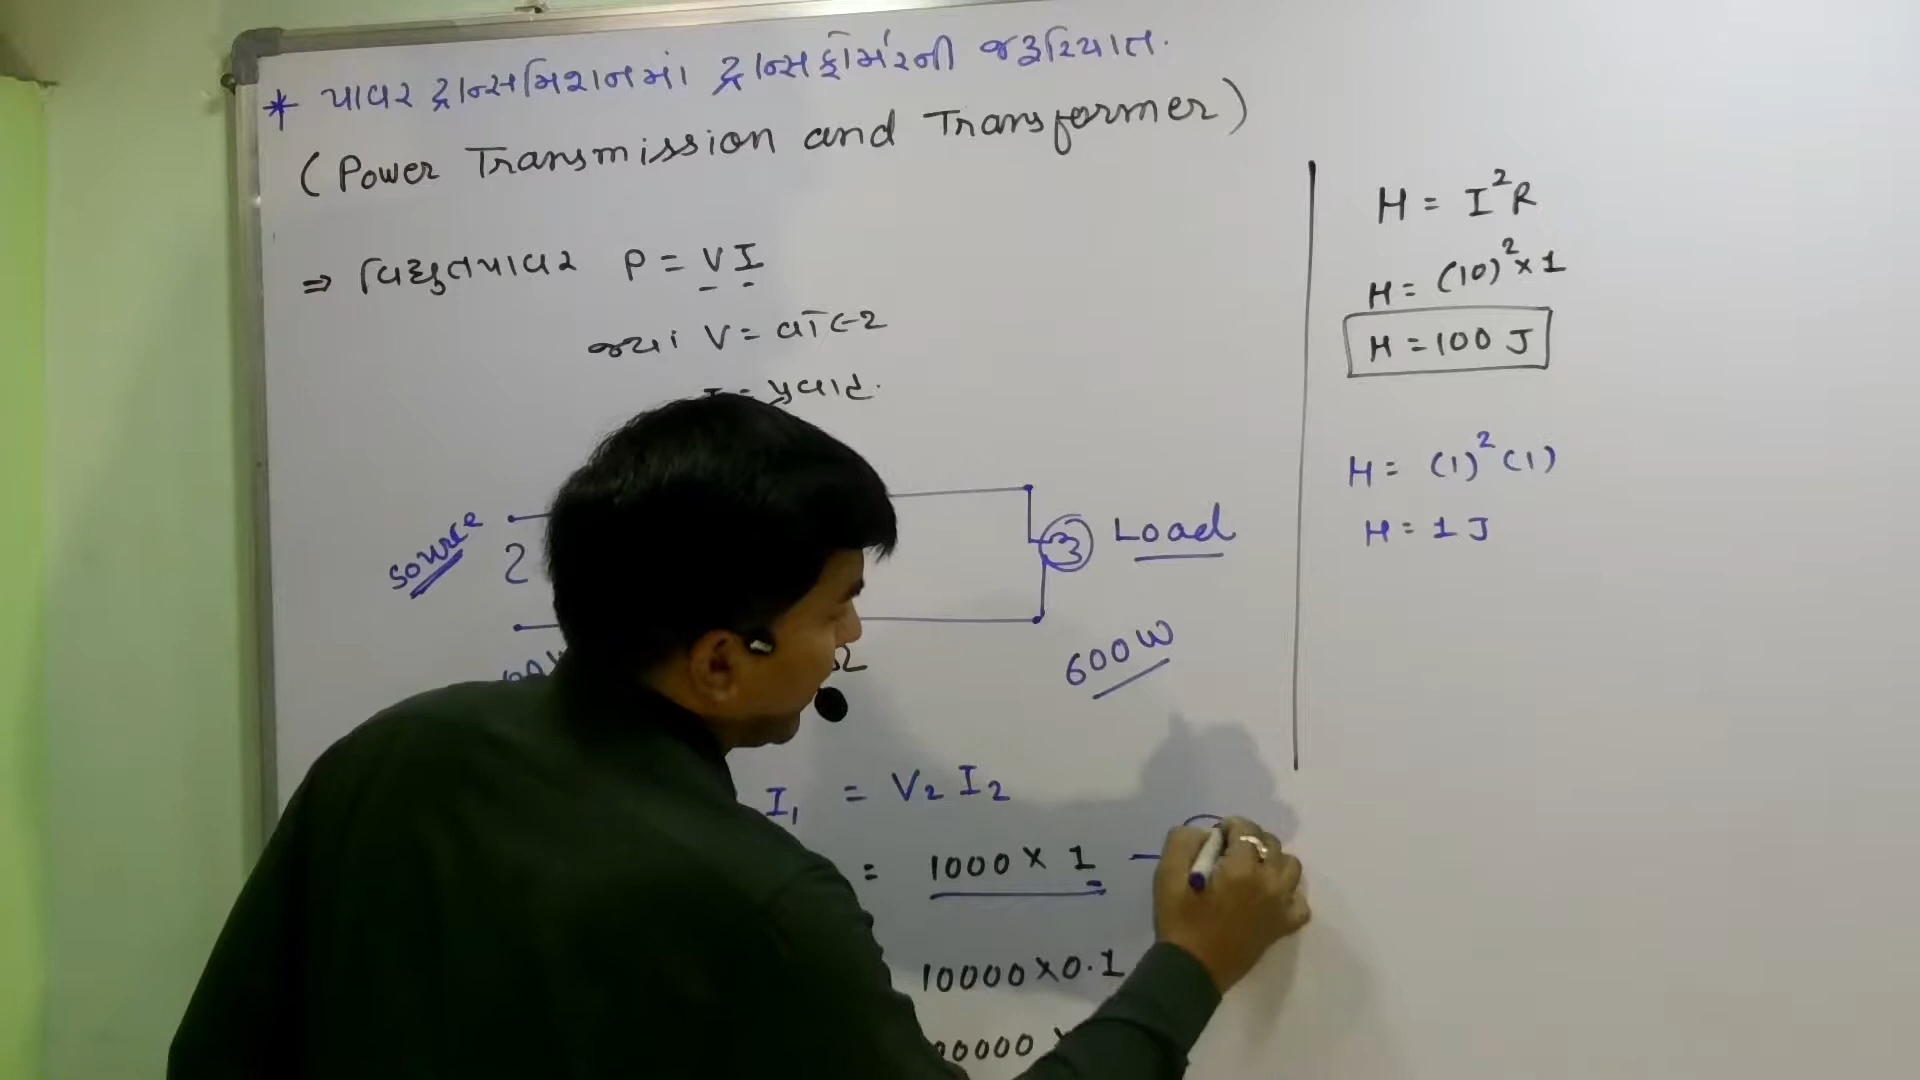 * પાવર ટ્રાન્સમિશનમાં ટ્રાન્સફોર્મરની જરૂરિયાત.
(Power Transmission and Transformer)
⇒ વિદ્યુતપાવર P = VI
જ્યાં V = વોલ્ટેજ
I = પ્રવાહ.
Source
2
Load
Ω
600 W
I₁ = V₂ I₂
= 1000 × 1
10000 × 0.1
H = I²R
H = (10)² × 1
H = 100 J
H = (1)² (1)
H = 1 J